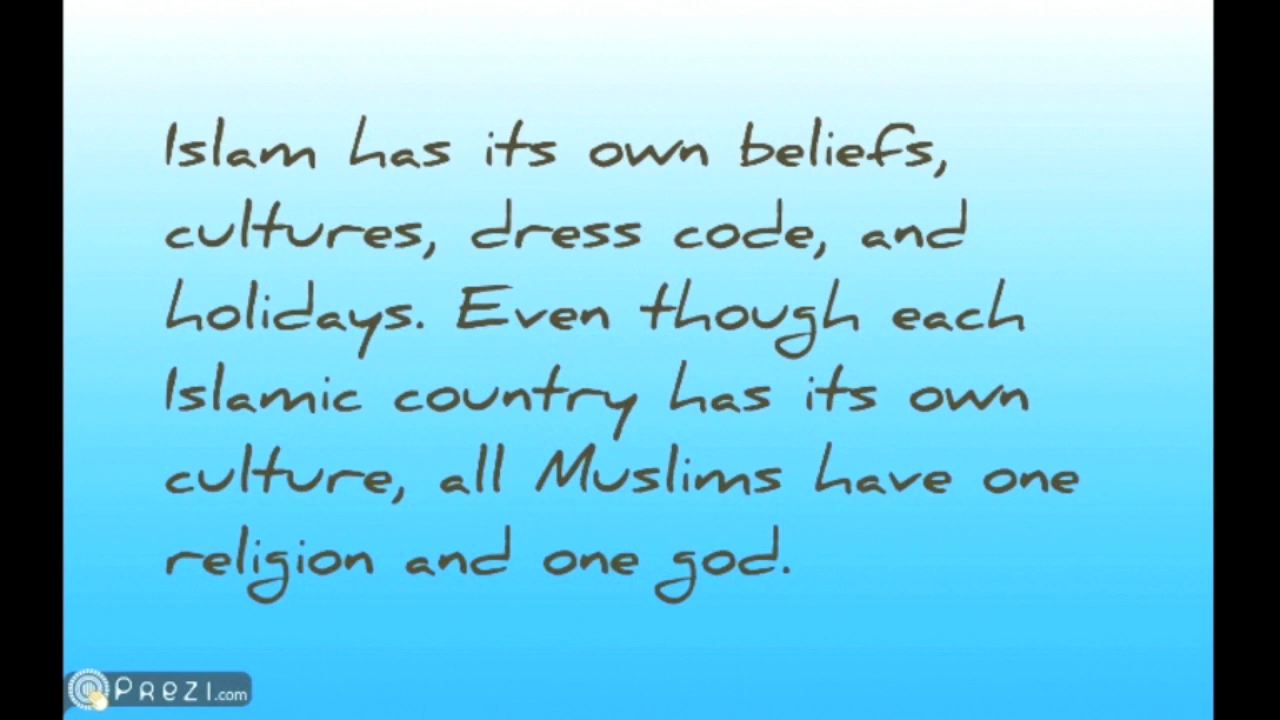 Islam has its own beliefs,
cultures, dress code, and
holidays. Even though each
Islamic country has its own
culture, all Muslims have one
religion and one god.
PREZI.com